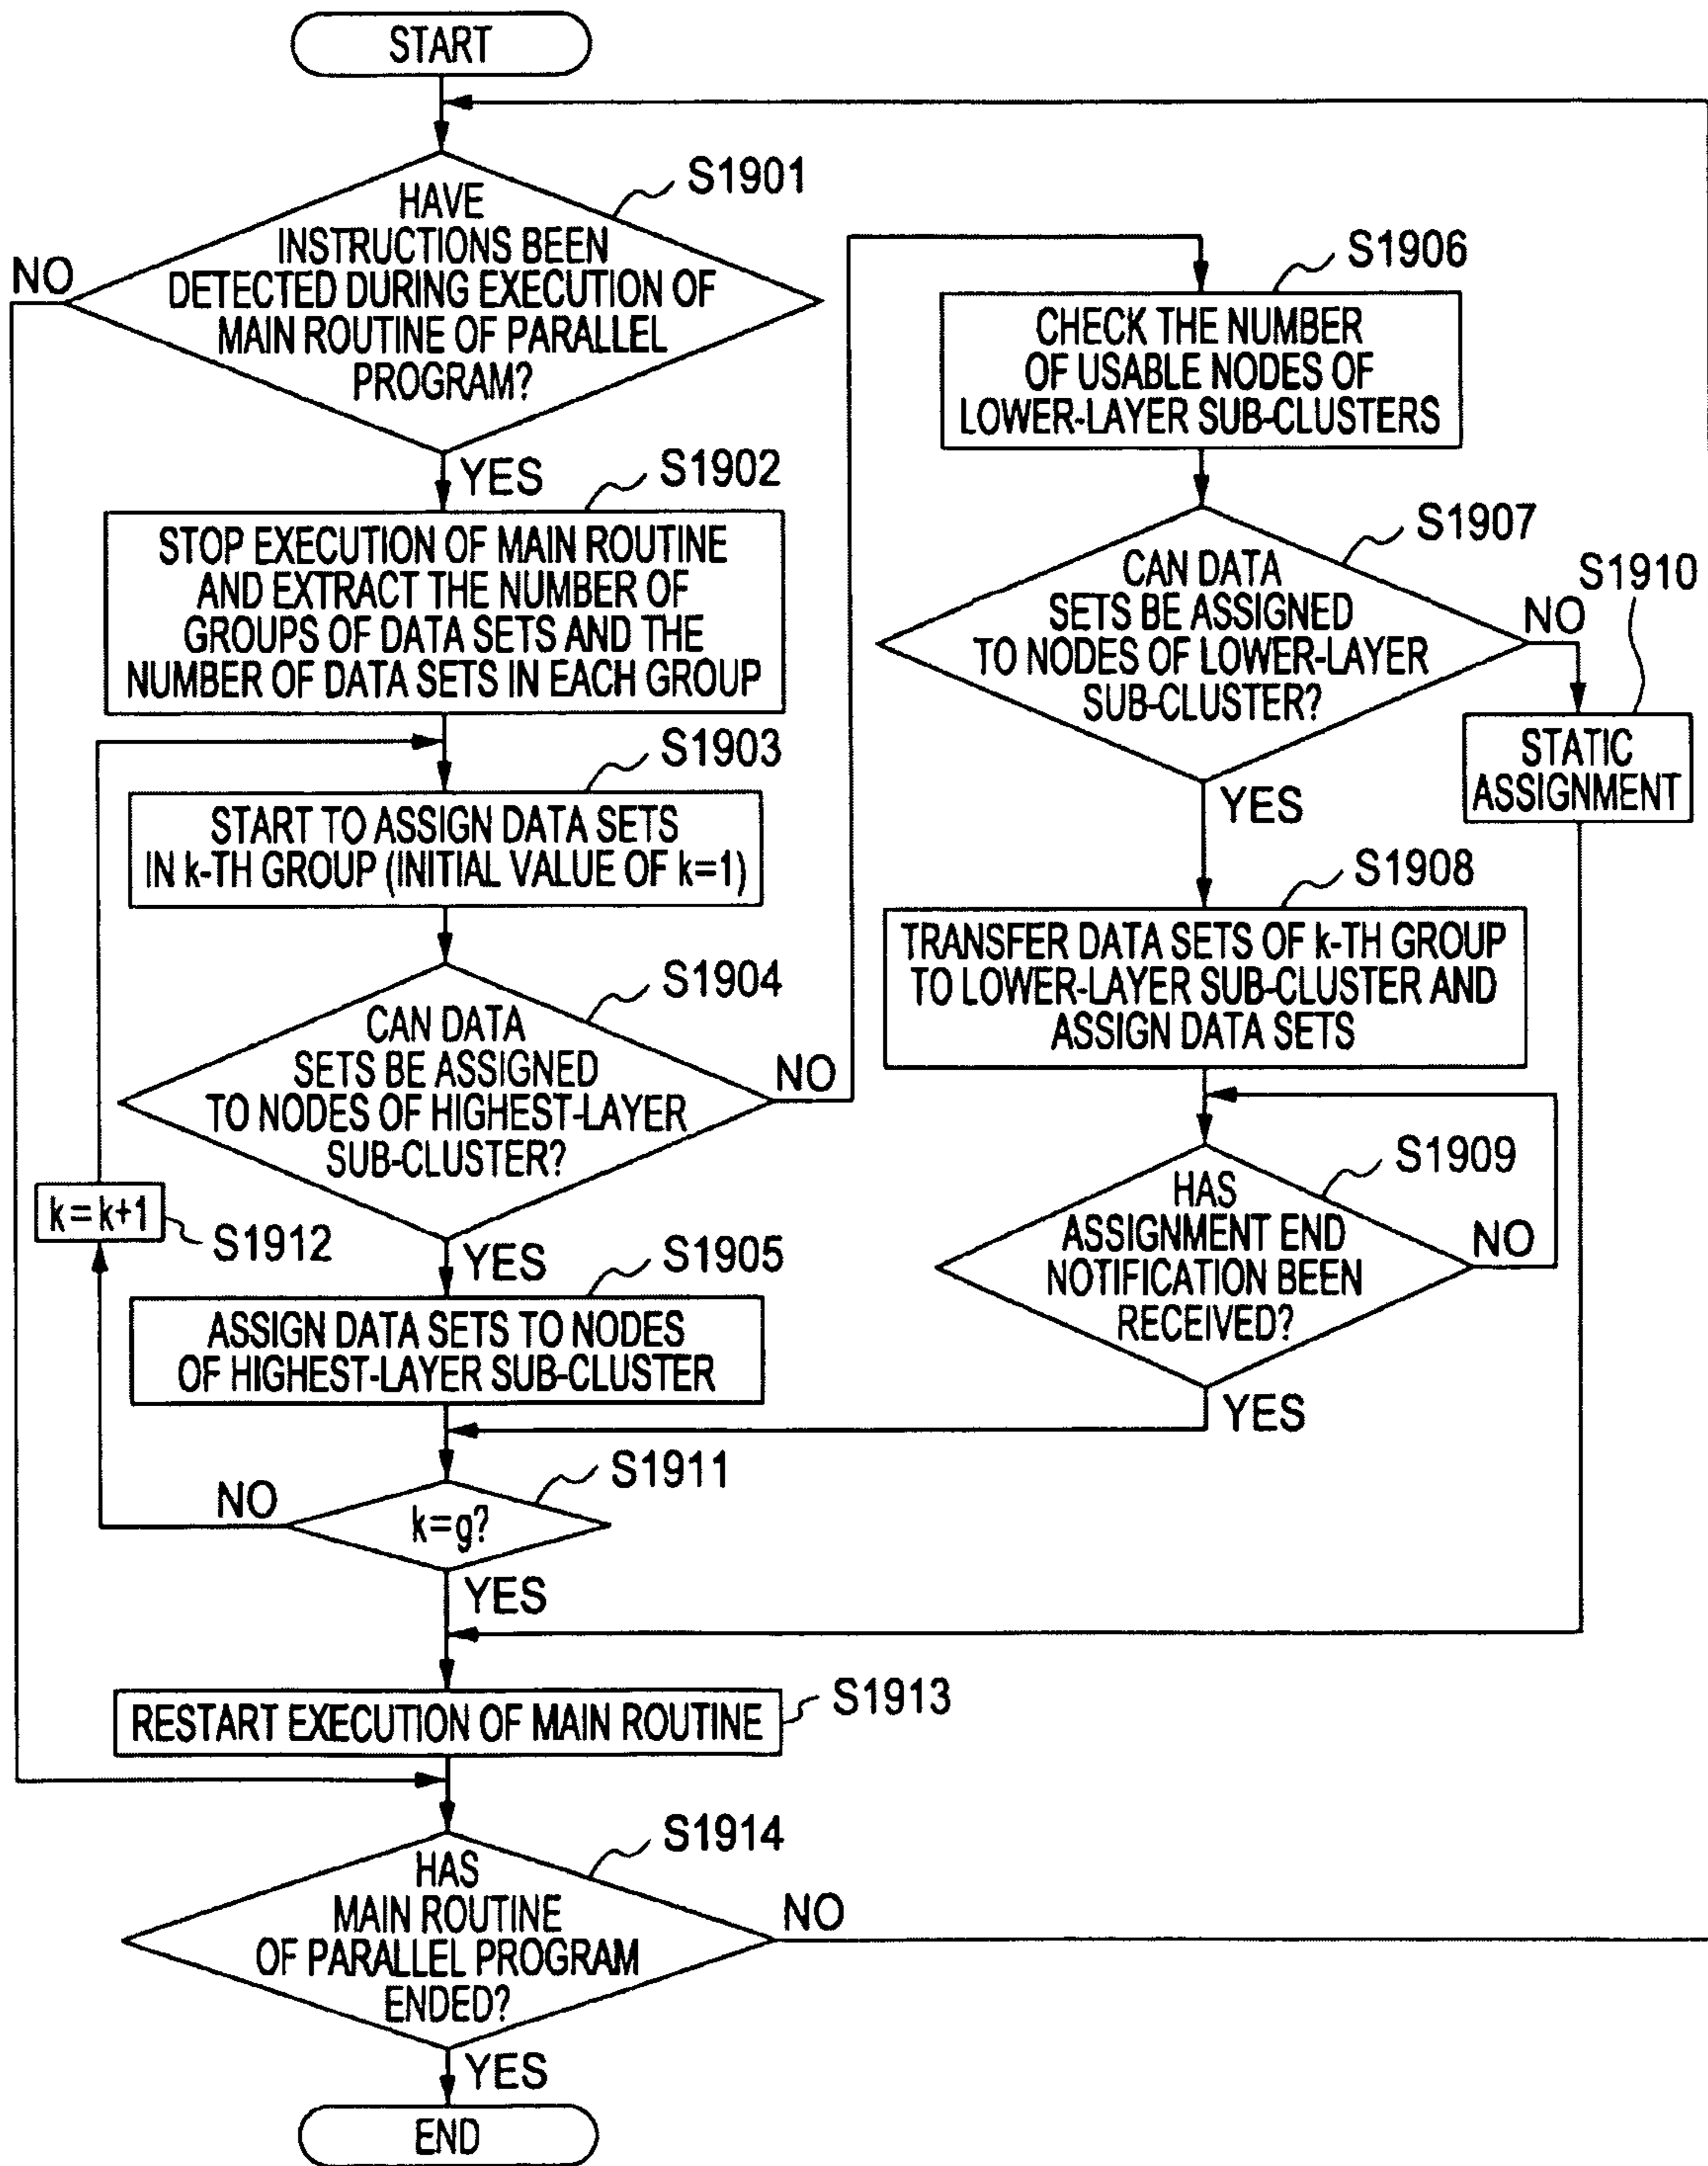 START
S1901
HAVE
INSTRUCTIONS BEEN
DETECTED DURING EXECUTION OF
MAIN ROUTINE OF PARALLEL
PROGRAM?
NO
YES
S1902
STOP EXECUTION OF MAIN ROUTINE
AND EXTRACT THE NUMBER OF
GROUPS OF DATA SETS AND THE
NUMBER OF DATA SETS IN EACH GROUP
S1903
START TO ASSIGN DATA SETS
IN k-TH GROUP (INITIAL VALUE OF k=1)
S1904
CAN DATA
SETS BE ASSIGNED
TO NODES OF HIGHEST-LAYER
SUB-CLUSTER?
NO
YES
S1905
ASSIGN DATA SETS TO NODES
OF HIGHEST-LAYER SUB-CLUSTER
S1906
CHECK THE NUMBER
OF USABLE NODES OF
LOWER-LAYER SUB-CLUSTERS
S1907
CAN DATA
SETS BE ASSIGNED
TO NODES OF LOWER-LAYER
SUB-CLUSTER?
NO
S1910
STATIC
ASSIGNMENT
YES
S1908
TRANSFER DATA SETS OF k-TH GROUP
TO LOWER-LAYER SUB-CLUSTER AND
ASSIGN DATA SETS
S1909
HAS
ASSIGNMENT END
NOTIFICATION BEEN
RECEIVED?
NO
YES
S1911
k=g?
NO
k=k+1
S1912
YES
S1913
RESTART EXECUTION OF MAIN ROUTINE
S1914
HAS
MAIN ROUTINE
OF PARALLEL PROGRAM
ENDED?
NO
YES
END